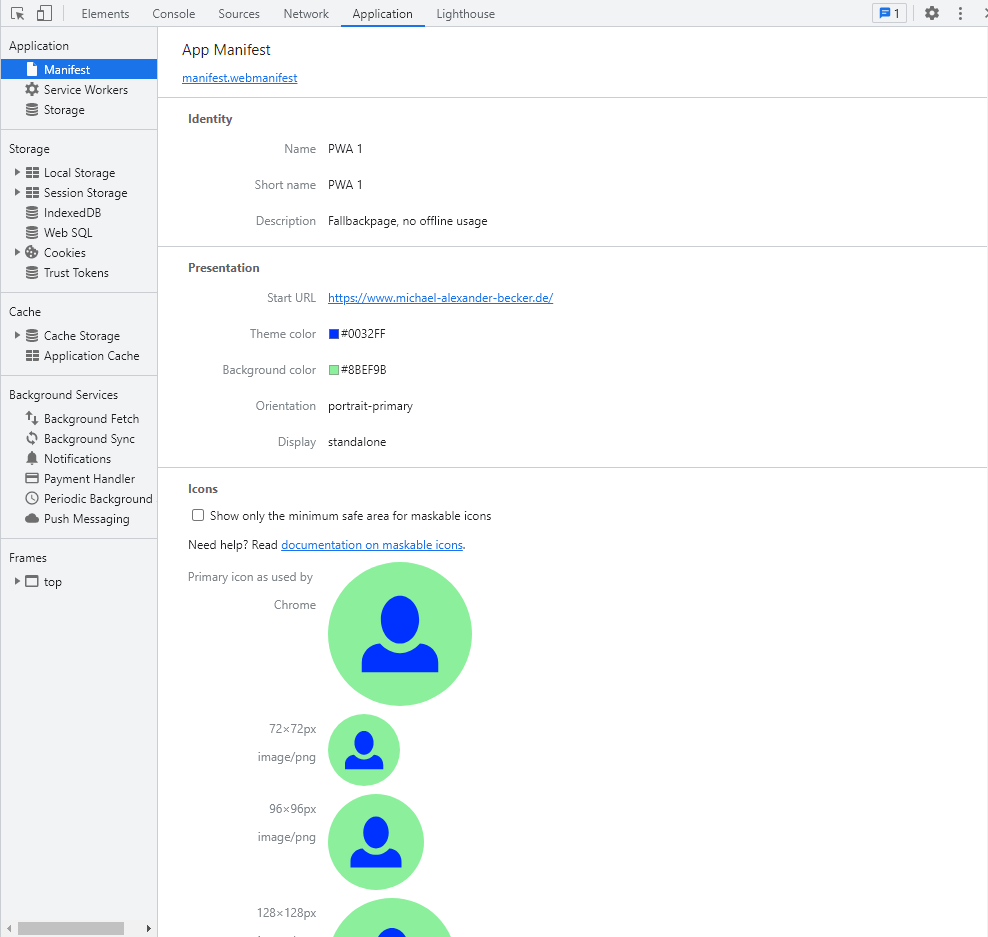 Elements Console Sources Network Application Lighthouse 1
Application
Manifest
Service Workers
Storage
Storage
Local Storage
Session Storage
IndexedDB
Web SQL
Cookies
Trust Tokens
Cache
Cache Storage
Application Cache
Background Services
Background Fetch
Background Sync
Notifications
Payment Handler
Periodic Background
Push Messaging
Frames
top
App Manifest
manifest.webmanifest
Identity
Name PWA 1
Short name PWA 1
Description Fallbackpage, no offline usage
Presentation
Start URL https://www.michael-alexander-becker.de/
Theme color #0032FF
Background color #8BEF9B
Orientation portrait-primary
Display standalone
Icons
Show only the minimum safe area for maskable icons
Need help? Read documentation on maskable icons.
Primary icon as used by
Chrome
72×72px
image/png
96×96px
image/png
128×128px